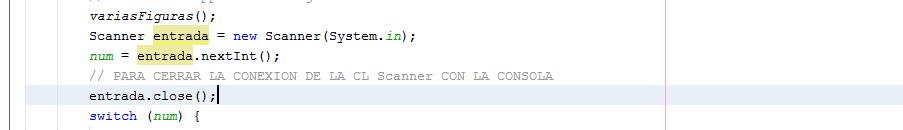 variasFiguras();
Scanner entrada = new Scanner(System.in);
num = entrada.nextInt();
// PARA CERRAR LA CONEXION DE LA CL Scanner CON LA CONSOLA
entrada.close();
switch (num) {